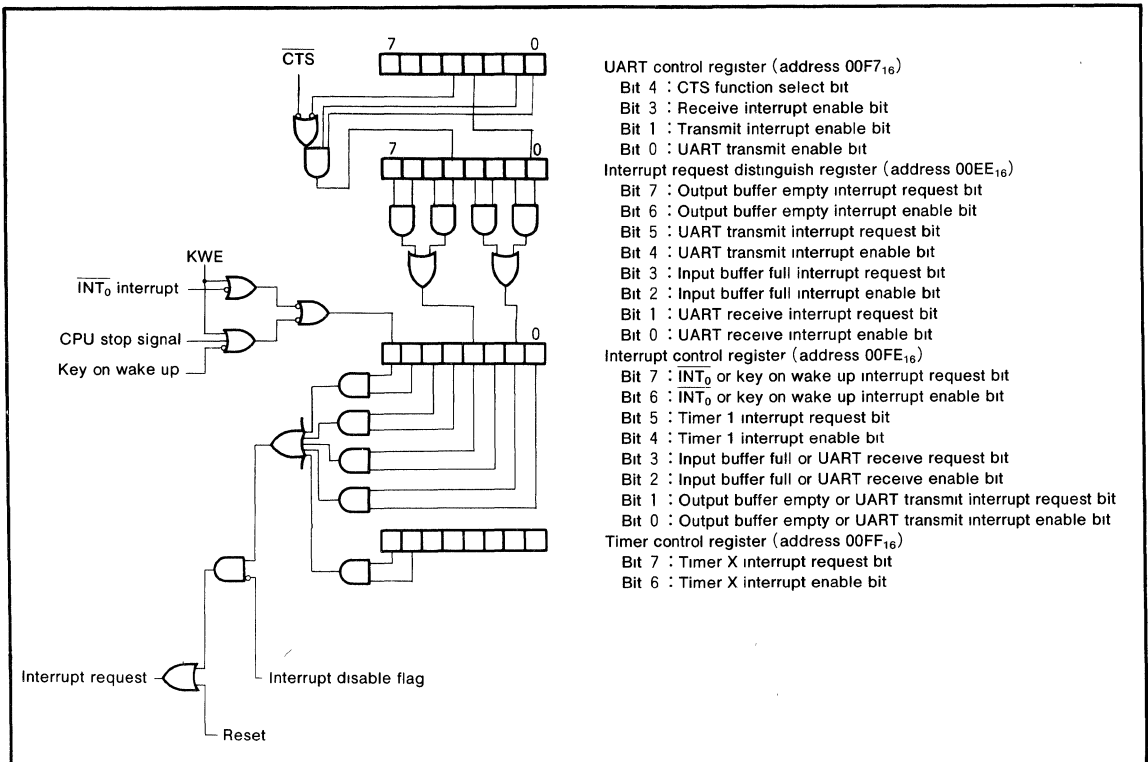 7 0
CTS
7 0
KWE
INT₀ interrupt
CPU stop signal
Key on wake up
0
Interrupt request
Interrupt disable flag
Reset
UART control register (address 00F7₁₆)
Bit 4 : CTS function select bit
Bit 3 : Receive interrupt enable bit
Bit 1 : Transmit interrupt enable bit
Bit 0 : UART transmit enable bit
Interrupt request distinguish register (address 00EE₁₆)
Bit 7 : Output buffer empty interrupt request bit
Bit 6 : Output buffer empty interrupt enable bit
Bit 5 : UART transmit interrupt request bit
Bit 4 : UART transmit interrupt enable bit
Bit 3 : Input buffer full interrupt request bit
Bit 2 : Input buffer full interrupt enable bit
Bit 1 : UART receive interrupt request bit
Bit 0 : UART receive interrupt enable bit
Interrupt control register (address 00FE₁₆)
Bit 7 : INT₀ or key on wake up interrupt request bit
Bit 6 : INT₀ or key on wake up interrupt enable bit
Bit 5 : Timer 1 interrupt request bit
Bit 4 : Timer 1 interrupt enable bit
Bit 3 : Input buffer full or UART receive request bit
Bit 2 : Input buffer full or UART receive enable bit
Bit 1 : Output buffer empty or UART transmit interrupt request bit
Bit 0 : Output buffer empty or UART transmit interrupt enable bit
Timer control register (address 00FF₁₆)
Bit 7 : Timer X interrupt request bit
Bit 6 : Timer X interrupt enable bit